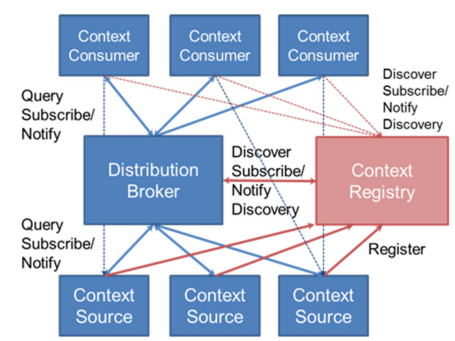 Context
Consumer
Context
Consumer
Context
Consumer
Query
Subscribe/
Notify
Discover
Subscribe/
Notify
Discovery
Distribution
Broker
Discover
Subscribe/
Notify
Discovery
Context
Registry
Query
Subscribe/
Notify
Register
Context
Source
Context
Source
Context
Source